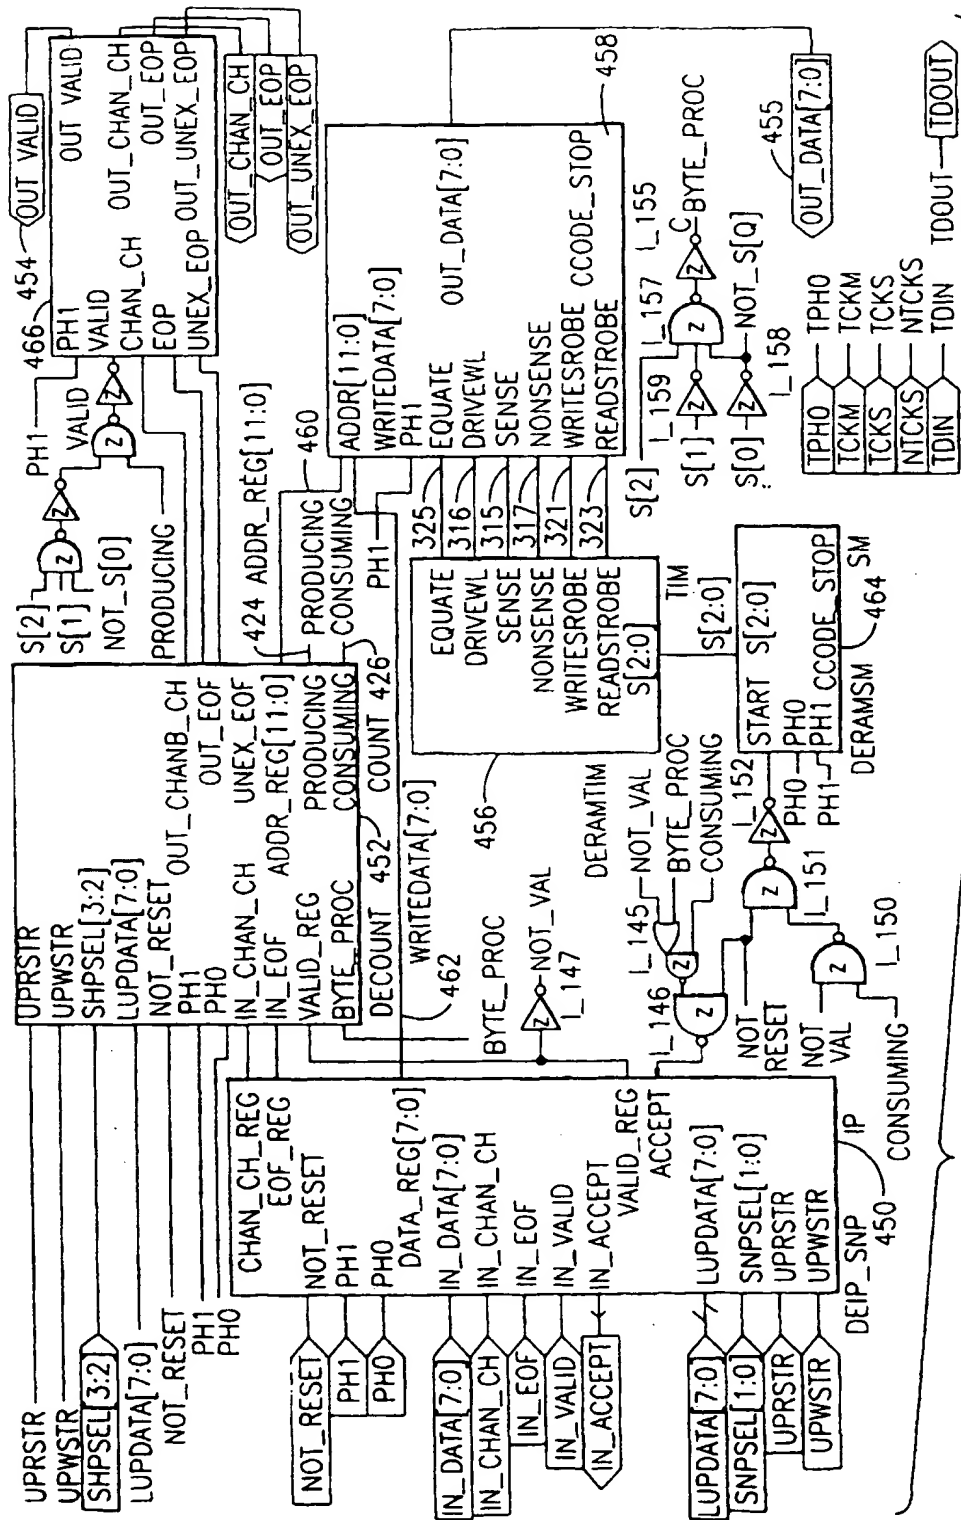 UPRSTR
UPWSTR
SHPSEL[3:2]
LUPDATA[7:0]
NOT_RESET
PH1
PH0
UPRSTR
UPWSTR
SHPSEL[3:2]
LUPDATA[7:0]
NOT_RESET
PH1
PH0
IN_CHAN_CH
IN_EOF
VALID_REG
BYTE_PROC
OUT_CHANB_CH
OUT_EOF
UNEX_EOF
ADDR_REG[11:0]
PRODUCING
CONSUMING
DECOUNT 452 COUNT 426
WRITEDATA[7:0]
462
424 ADDR_REG[11:0]
PRODUCING
CONSUMING
460
S[2]
S[1]
NOT_S[0]
Z
Z
PH1
VALID
PRODUCING
Z
Z
466
454
OUT VALID
PH1
VALID
CHAN_CH
EOP
UNEX_EOP
OUT VALID
OUT_CHAN_CH
OUT_EOP
OUT_UNEX_EOP
OUT_CHAN_CH
OUT_EOP
OUT_UNEX_EOP
NOT_RESET
PH1
PH0
IN_DATA[7:0]
IN_CHAN_CH
IN_EOF
IN_VALID
IN_ACCEPT
LUPDATA[7:0]
SNPSEL[1:0]
UPRSTR
UPWSTR
CHAN_CH_REG
EOF_REG
NOT_RESET
PH1
PH0
DATA_REG[7:0]
IN_DATA[7:0]
IN_CHAN_CH
IN_EOF
IN_VALID
IN_ACCEPT
VALID_REG
ACCEPT
LUPDATA[7:0]
SNPSEL[1:0]
UPRSTR
UPWSTR
DEIP_SNP
IP
450
BYTE_PROC
Z
NOT_VAL
I_147
I_145
NOT_VAL
BYTE_PROC
CONSUMING
Z
I_146
Z
NOT
RESET
NOT
VAL
CONSUMING
Z
I_150
Z
I_151
Z
I_152
START
S[2:0]
PH0
PH1
CCODE_STOP
PH0
PH1
DERAMSM
464
SM
456
DERAMTIM
TIM
S[2:0]
EQUATE
DRIVEWL
SENSE
NONSENSE
WRITESROBE
READSTROBE
S[2:0]
325
316
315
317
321
323
PH1
ADDR[11:0]
WRITEDATA[7:0]
PH1
EQUATE
DRIVEWL
SENSE
NONSENSE
WRITESROBE
READSTROBE
OUT_DATA[7:0]
CCODE_STOP
458
S[2]
S[1]
S[0]
I_159
I_157
I_155
Z
Z
Z
Z
C
BYTE_PROC
NOT_S[Q]
I_158
455
OUT_DATA[7:0]
TPH0 TPH0
TCKM TCKM
TCKS TCKS
NTCKS NTCKS
TDIN TDIN
TDOUT TDOUT